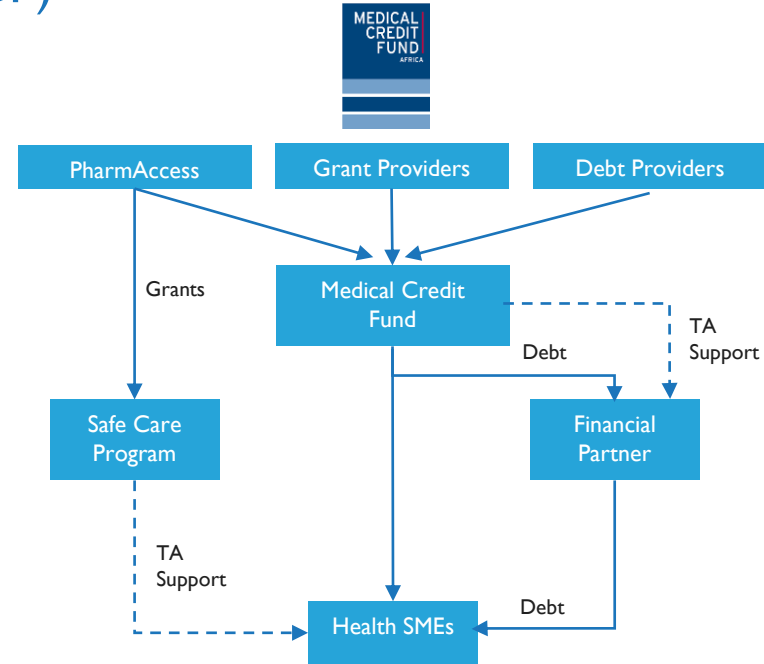 MEDICAL
CREDIT
FUND
AFRICA
PharmAccess
Grant Providers
Debt Providers
Grants
Medical Credit
Fund
TA
Support
Debt
Safe Care
Program
Financial
Partner
TA
Support
Debt
Health SMEs